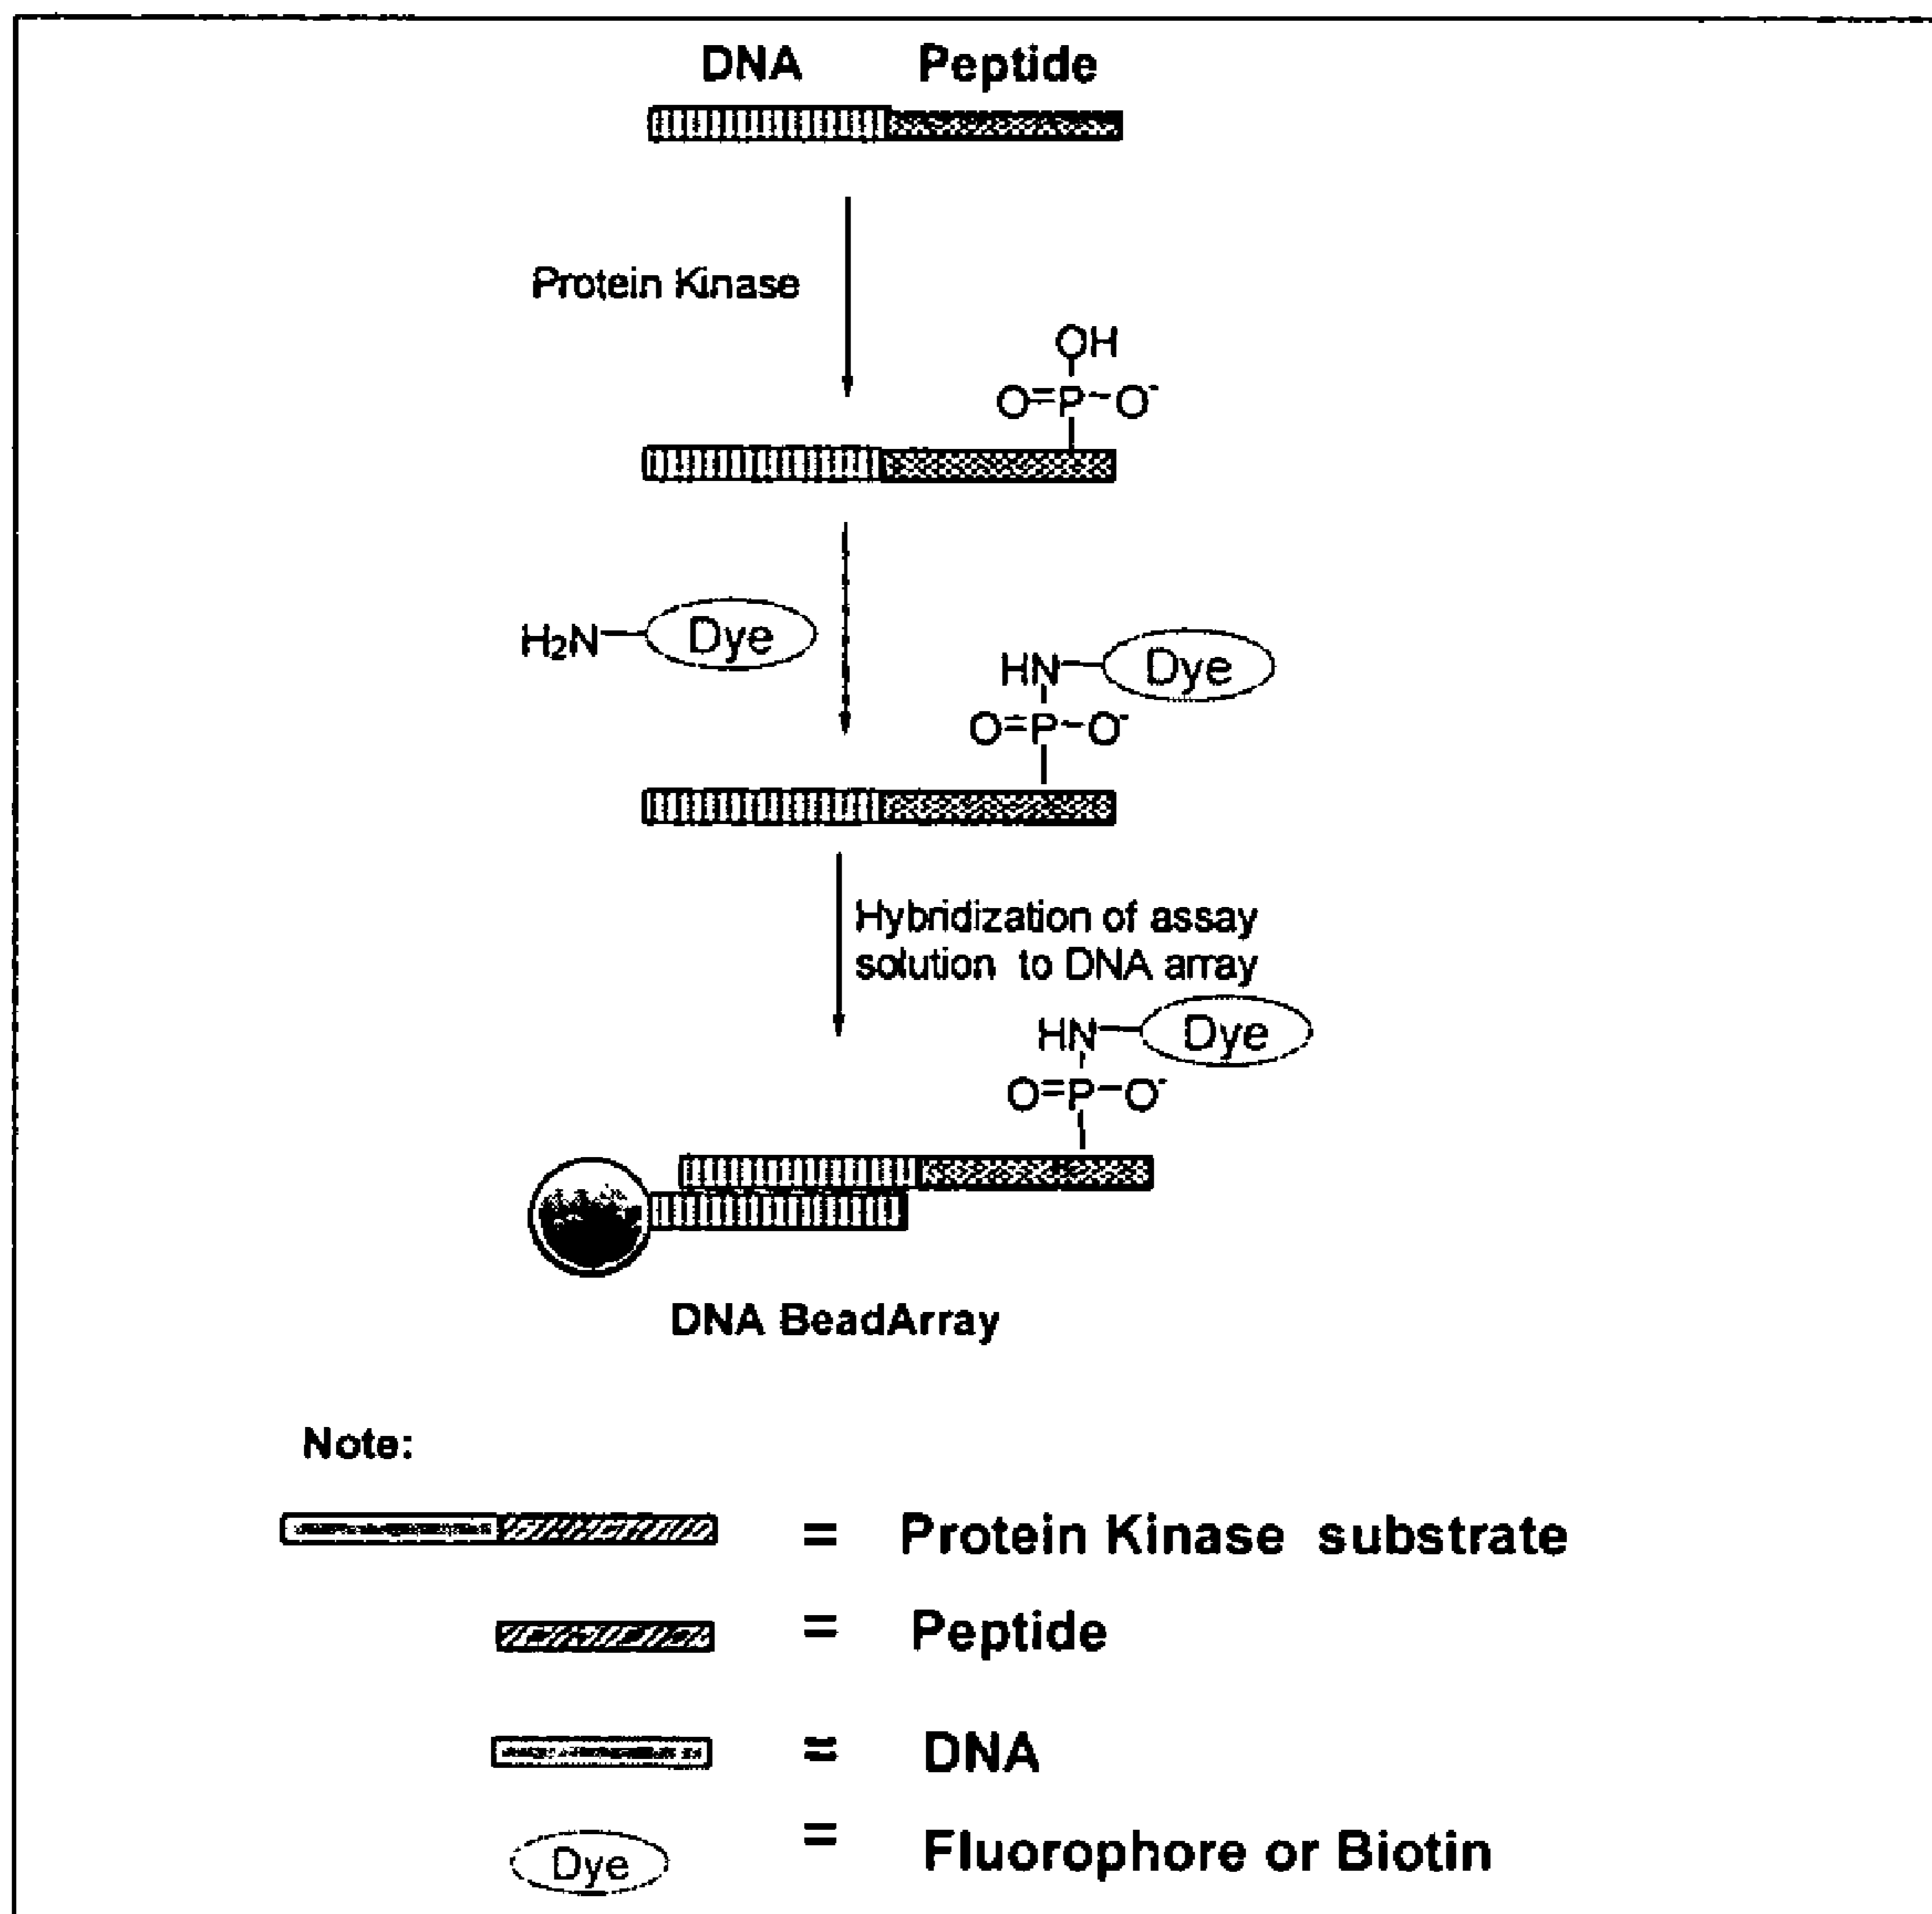 DNA Peptide
Protein Kinase
OH
O=P-O-
H2N-Dye
HN-Dye
O=P-O-
Hybridization of assay
solution to DNA array
HN-Dye
O=P-O-
DNA BeadArray
Note:
= Protein Kinase substrate
= Peptide
= DNA
Dye = Fluorophore or Biotin